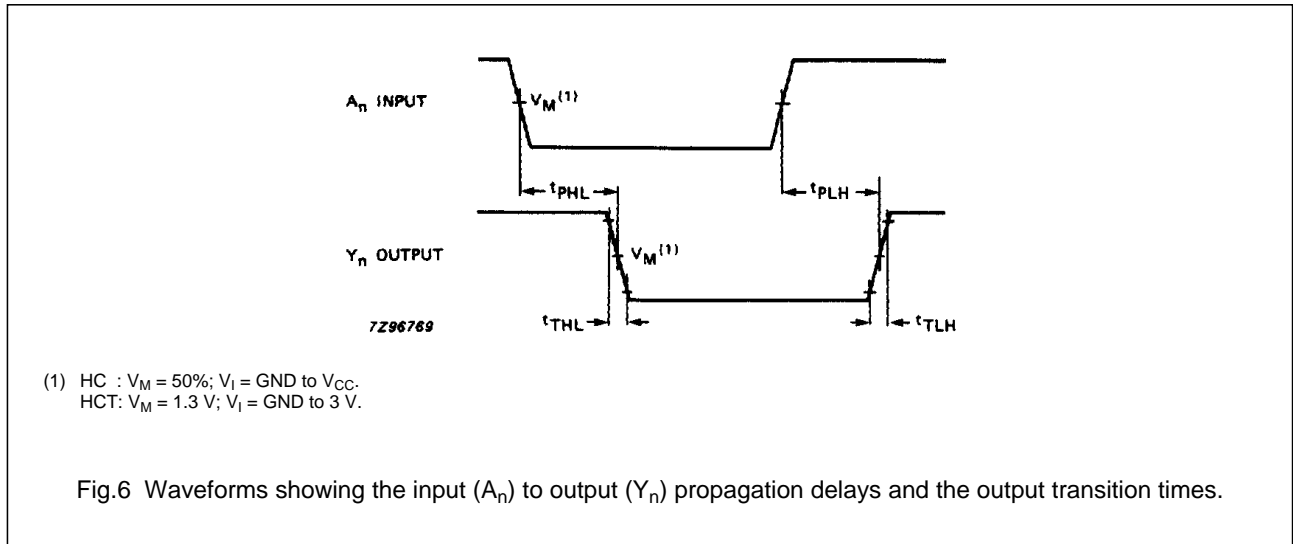 Aₙ INPUT
V_M⁽¹⁾
t_PHL
t_PLH
Yₙ OUTPUT
V_M⁽¹⁾
7Z96769
t_THL
t_TLH
(1) HC : V_M = 50%; V_I = GND to V_CC.
HCT: V_M = 1.3 V; V_I = GND to 3 V.
Fig.6 Waveforms showing the input (Aₙ) to output (Yₙ) propagation delays and the output transition times.